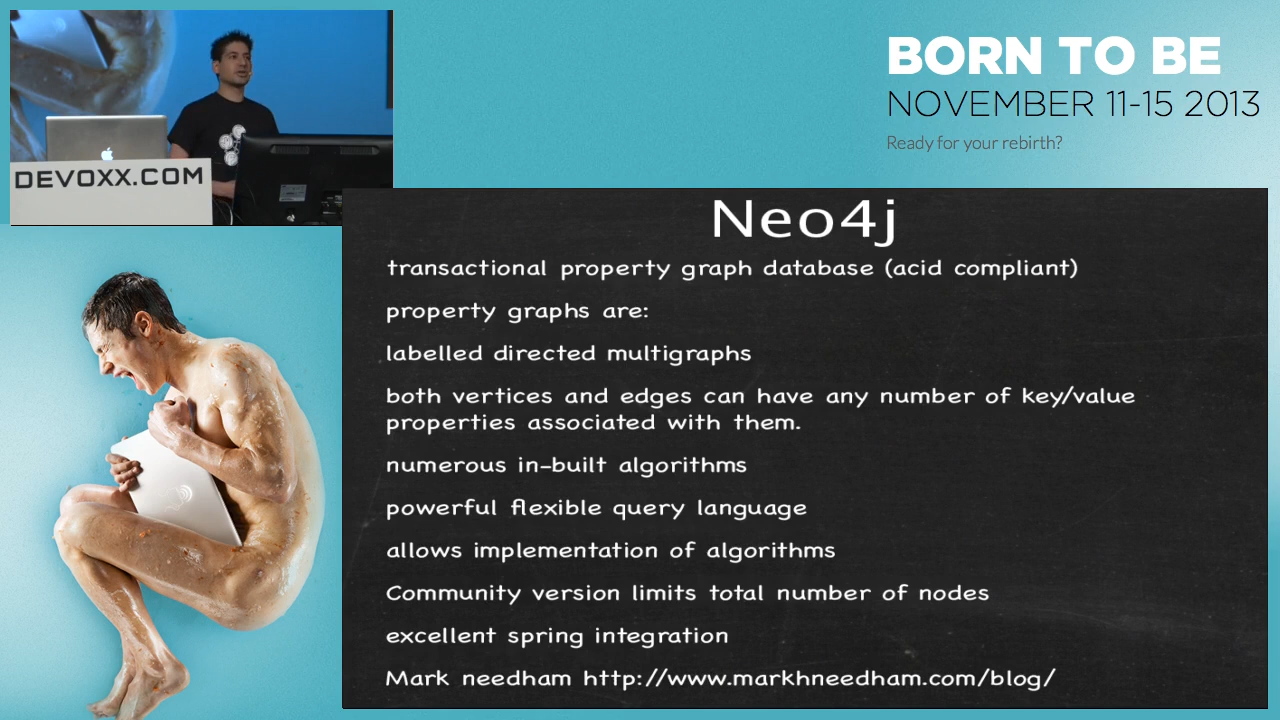 BORN TO BE
NOVEMBER 11-15 2013
Ready for your rebirth?
DEVOXX.COM
Neo4j
transactional property graph database (acid compliant)
property graphs are:
labelled directed multigraphs
both vertices and edges can have any number of key/value
properties associated with them.
numerous in-built algorithms
powerful flexible query language
allows implementation of algorithms
Community version limits total number of nodes
excellent spring integration
Mark needham http://www.markhneedham.com/blog/